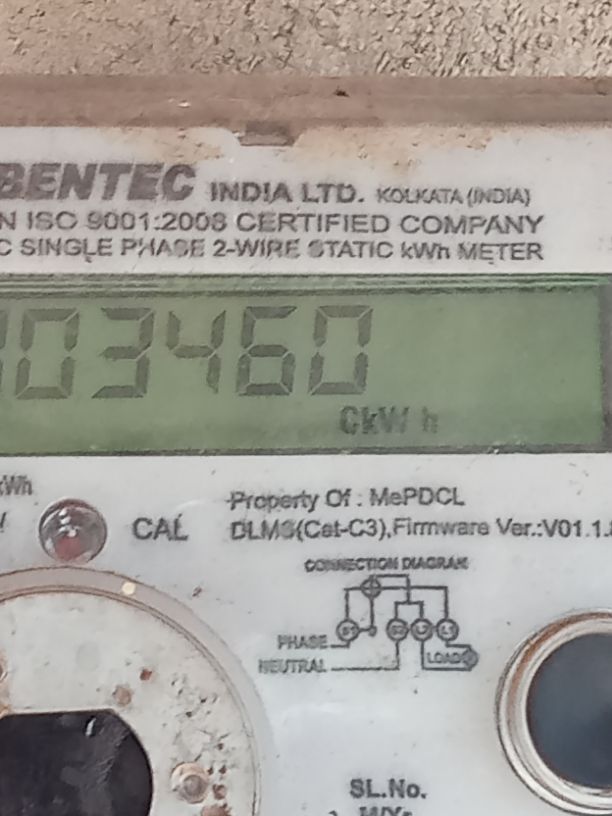 BENTEC INDIA LTD. KOLKATA (INDIA)
N ISO 9001:2008 CERTIFIED COMPANY
C SINGLE PHASE 2-WIRE STATIC kWh METER
03460
CkWh
kWh
CAL
Property Of : MePDCL
DLMS(Cat-C3),Firmware Ver.:V01.1.
CONNECTION DIAGRAM
PHASE
NEUTRAL
LOAD
SL.No.